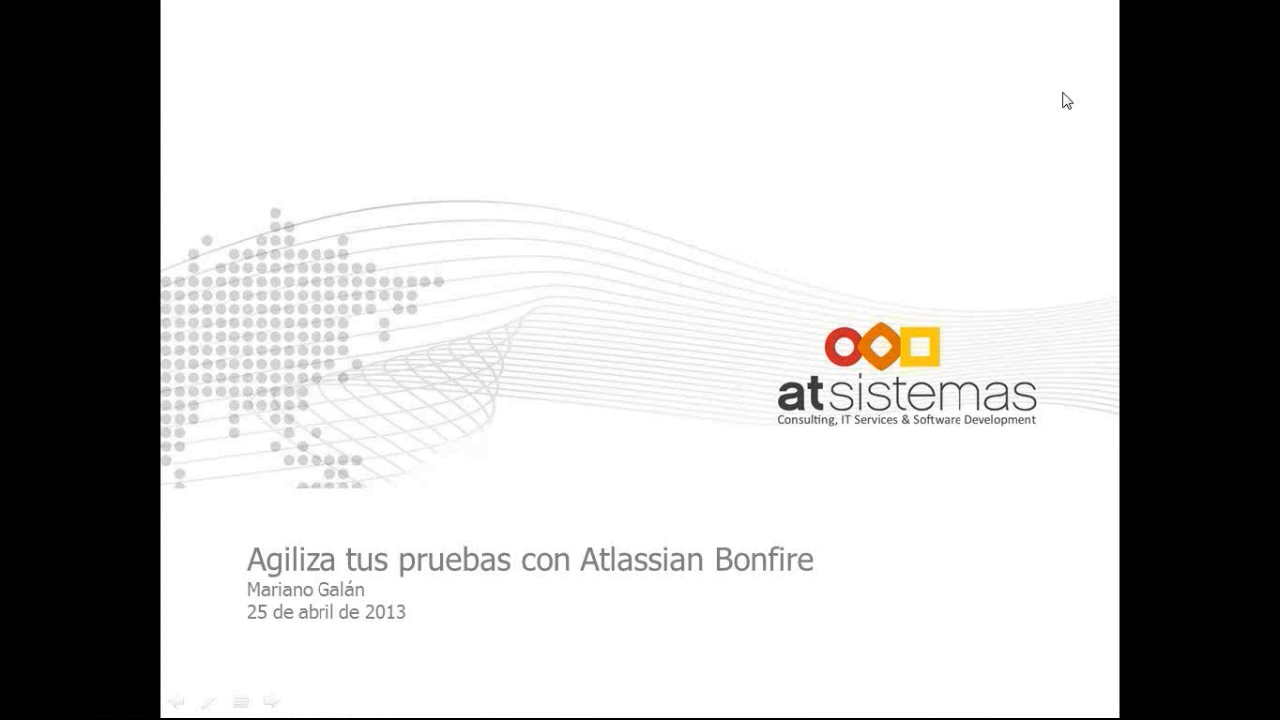 atsistemas
Consulting, IT Services & Software Development
Agiliza tus pruebas con Atlassian Bonfire
Mariano Galán
25 de abril de 2013